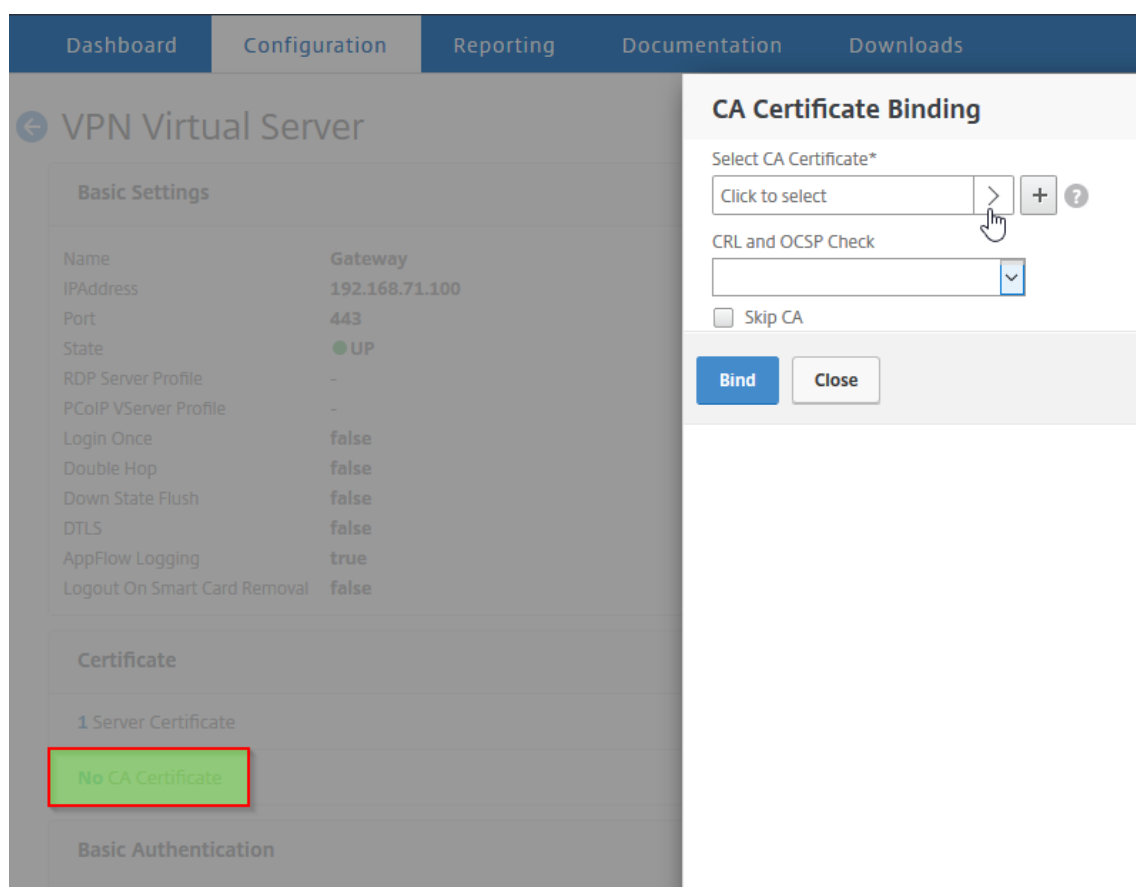 Dashboard Configuration Reporting Documentation Downloads
VPN Virtual Server
Basic Settings
Name Gateway
IPAddress 192.168.71.100
Port 443
State UP
RDP Server Profile -
PCoIP VServer Profile -
Login Once false
Double Hop false
Down State Flush false
DTLS false
AppFlow Logging true
Logout On Smart Card Removal false
Certificate
1 Server Certificate
No CA Certificate
Basic Authentication
CA Certificate Binding
Select CA Certificate*
Click to select > + ?
CRL and OCSP Check
Skip CA
Bind Close